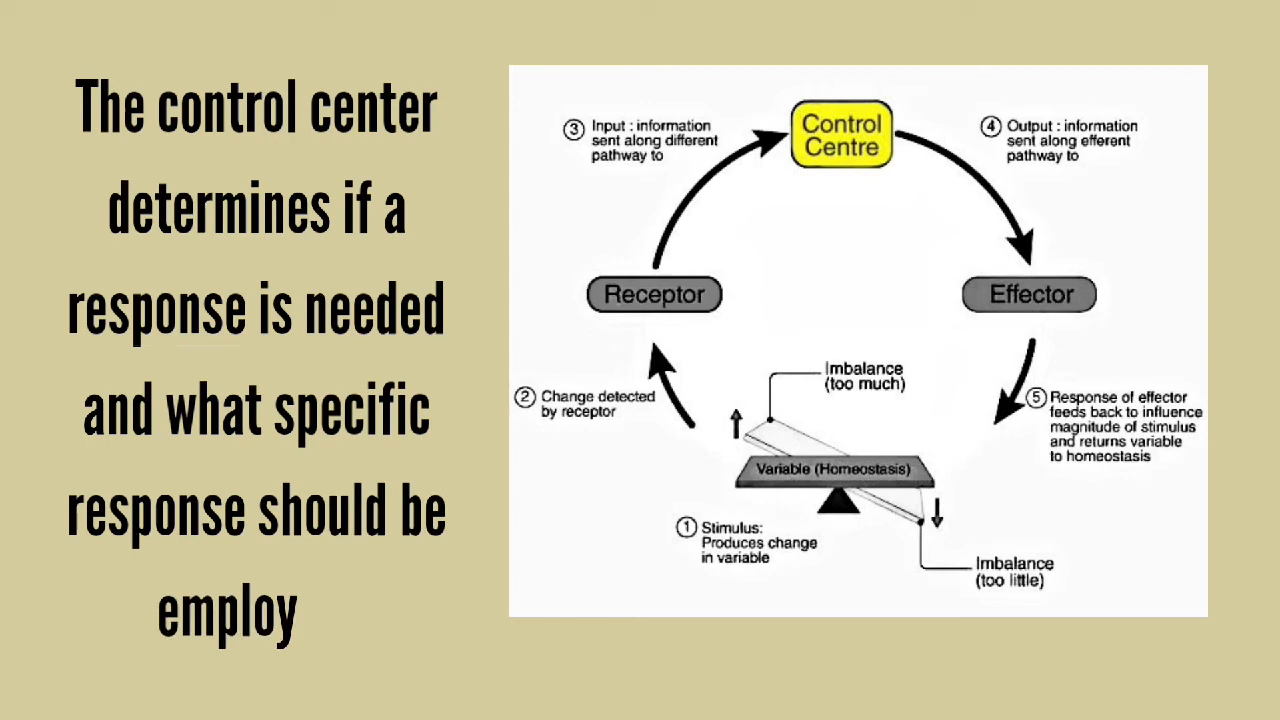 The control center
determines if a
response is needed
and what specific
response should be
employ
③ Input : information
sent along different
pathway to
Control
Centre
④ Output : information
sent along efferent
pathway to
Receptor
Effector
② Change detected
by receptor
Imbalance
(too much)
⑤ Response of effector
feeds back to influence
magnitude of stimulus
and returns variable
to homeostasis
Variable (Homeostasis)
① Stimulus:
Produces change
in variable
Imbalance
(too little)